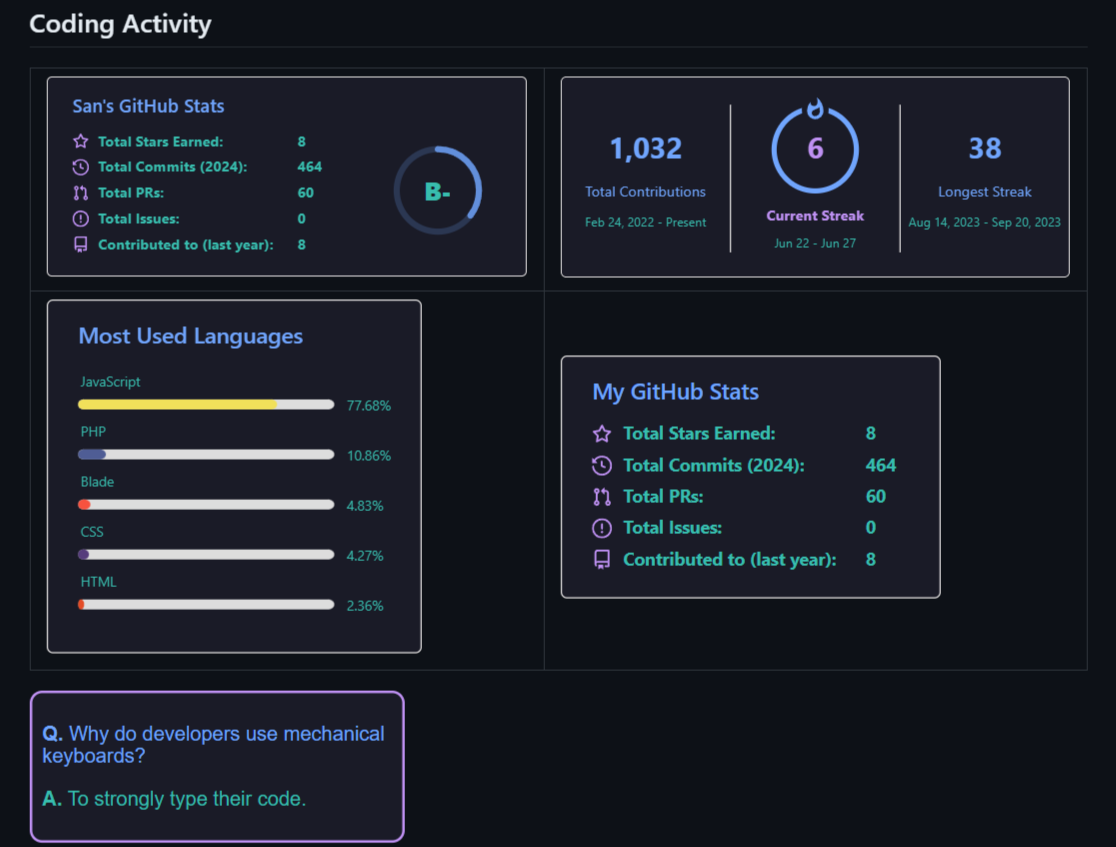 Coding Activity
San's GitHub Stats
Total Stars Earned: 8
Total Commits (2024): 464
Total PRs: 60
Total Issues: 0
Contributed to (last year): 8
B-
1,032
Total Contributions
Feb 24, 2022 - Present
6
Current Streak
Jun 22 - Jun 27
38
Longest Streak
Aug 14, 2023 - Sep 20, 2023
Most Used Languages
JavaScript
77.68%
PHP
10.86%
Blade
4.83%
CSS
4.27%
HTML
2.36%
My GitHub Stats
Total Stars Earned: 8
Total Commits (2024): 464
Total PRs: 60
Total Issues: 0
Contributed to (last year): 8
Q. Why do developers use mechanical
keyboards?
A. To strongly type their code.